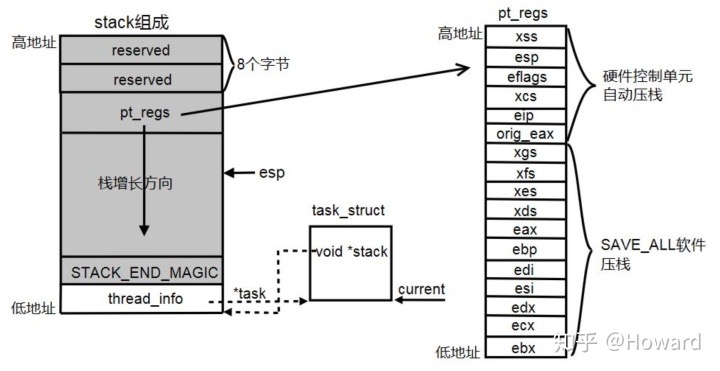 stack组成
高地址
reserved
reserved
8个字节
pt_regs
栈增长方向
esp
STACK_END_MAGIC
thread_info
低地址
*task
task_struct
void *stack
current
pt_regs
高地址
xss
esp
eflags
xcs
eip
orig_eax
xgs
xfs
xes
xds
eax
ebp
edi
esi
edx
ecx
ebx
低地址
硬件控制单元
自动压栈
SAVE_ALL软件
压栈
知乎 @Howard